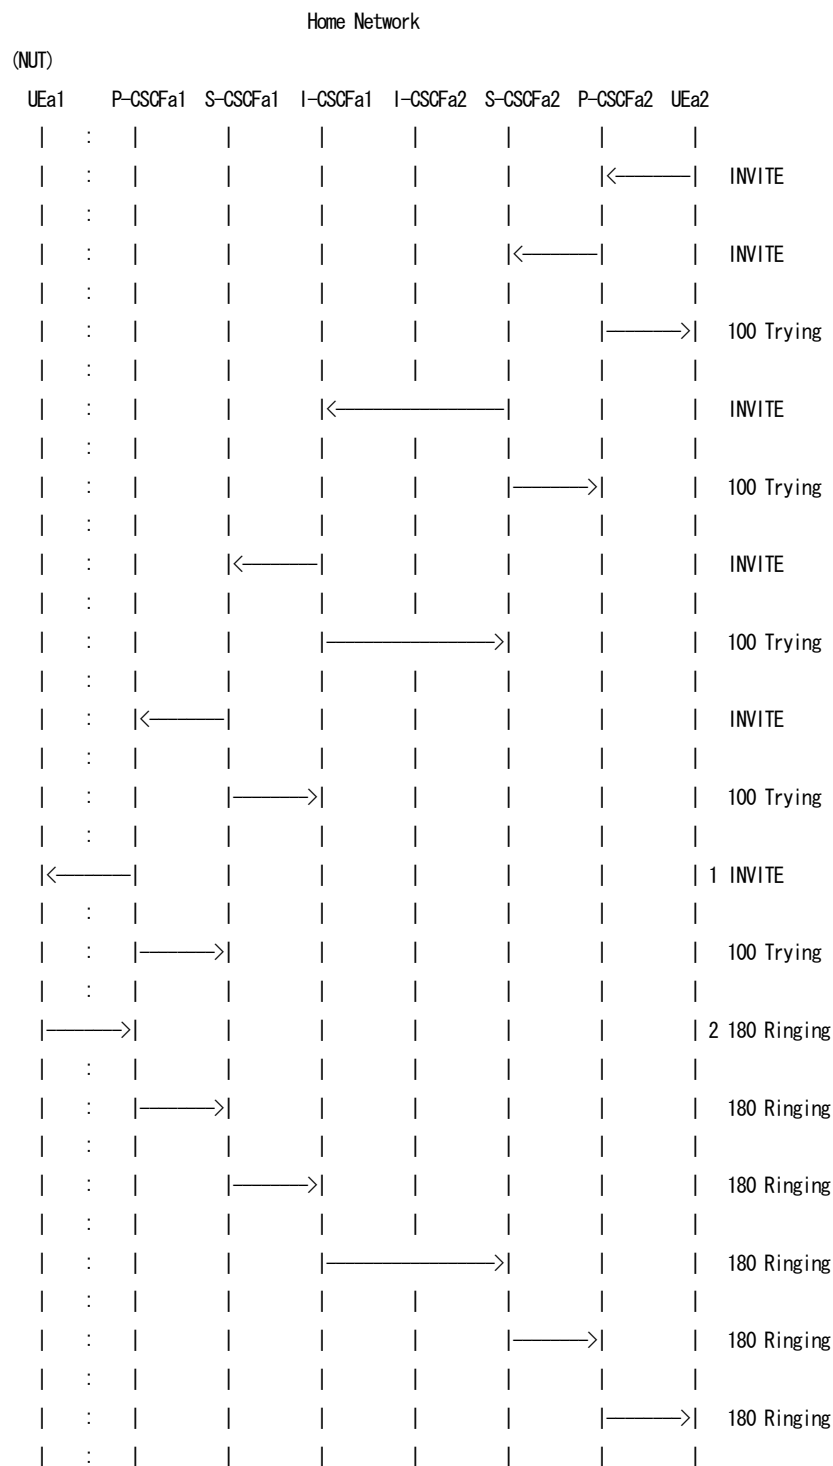 Home Network
(NUT)
UEa1 P-CSCFa1 S-CSCFa1 I-CSCFa1 I-CSCFa2 S-CSCFa2 P-CSCFa2 UEa2
INVITE
INVITE
100 Trying
INVITE
100 Trying
INVITE
100 Trying
INVITE
100 Trying
1 INVITE
100 Trying
2 180 Ringing
180 Ringing
180 Ringing
180 Ringing
180 Ringing
180 Ringing